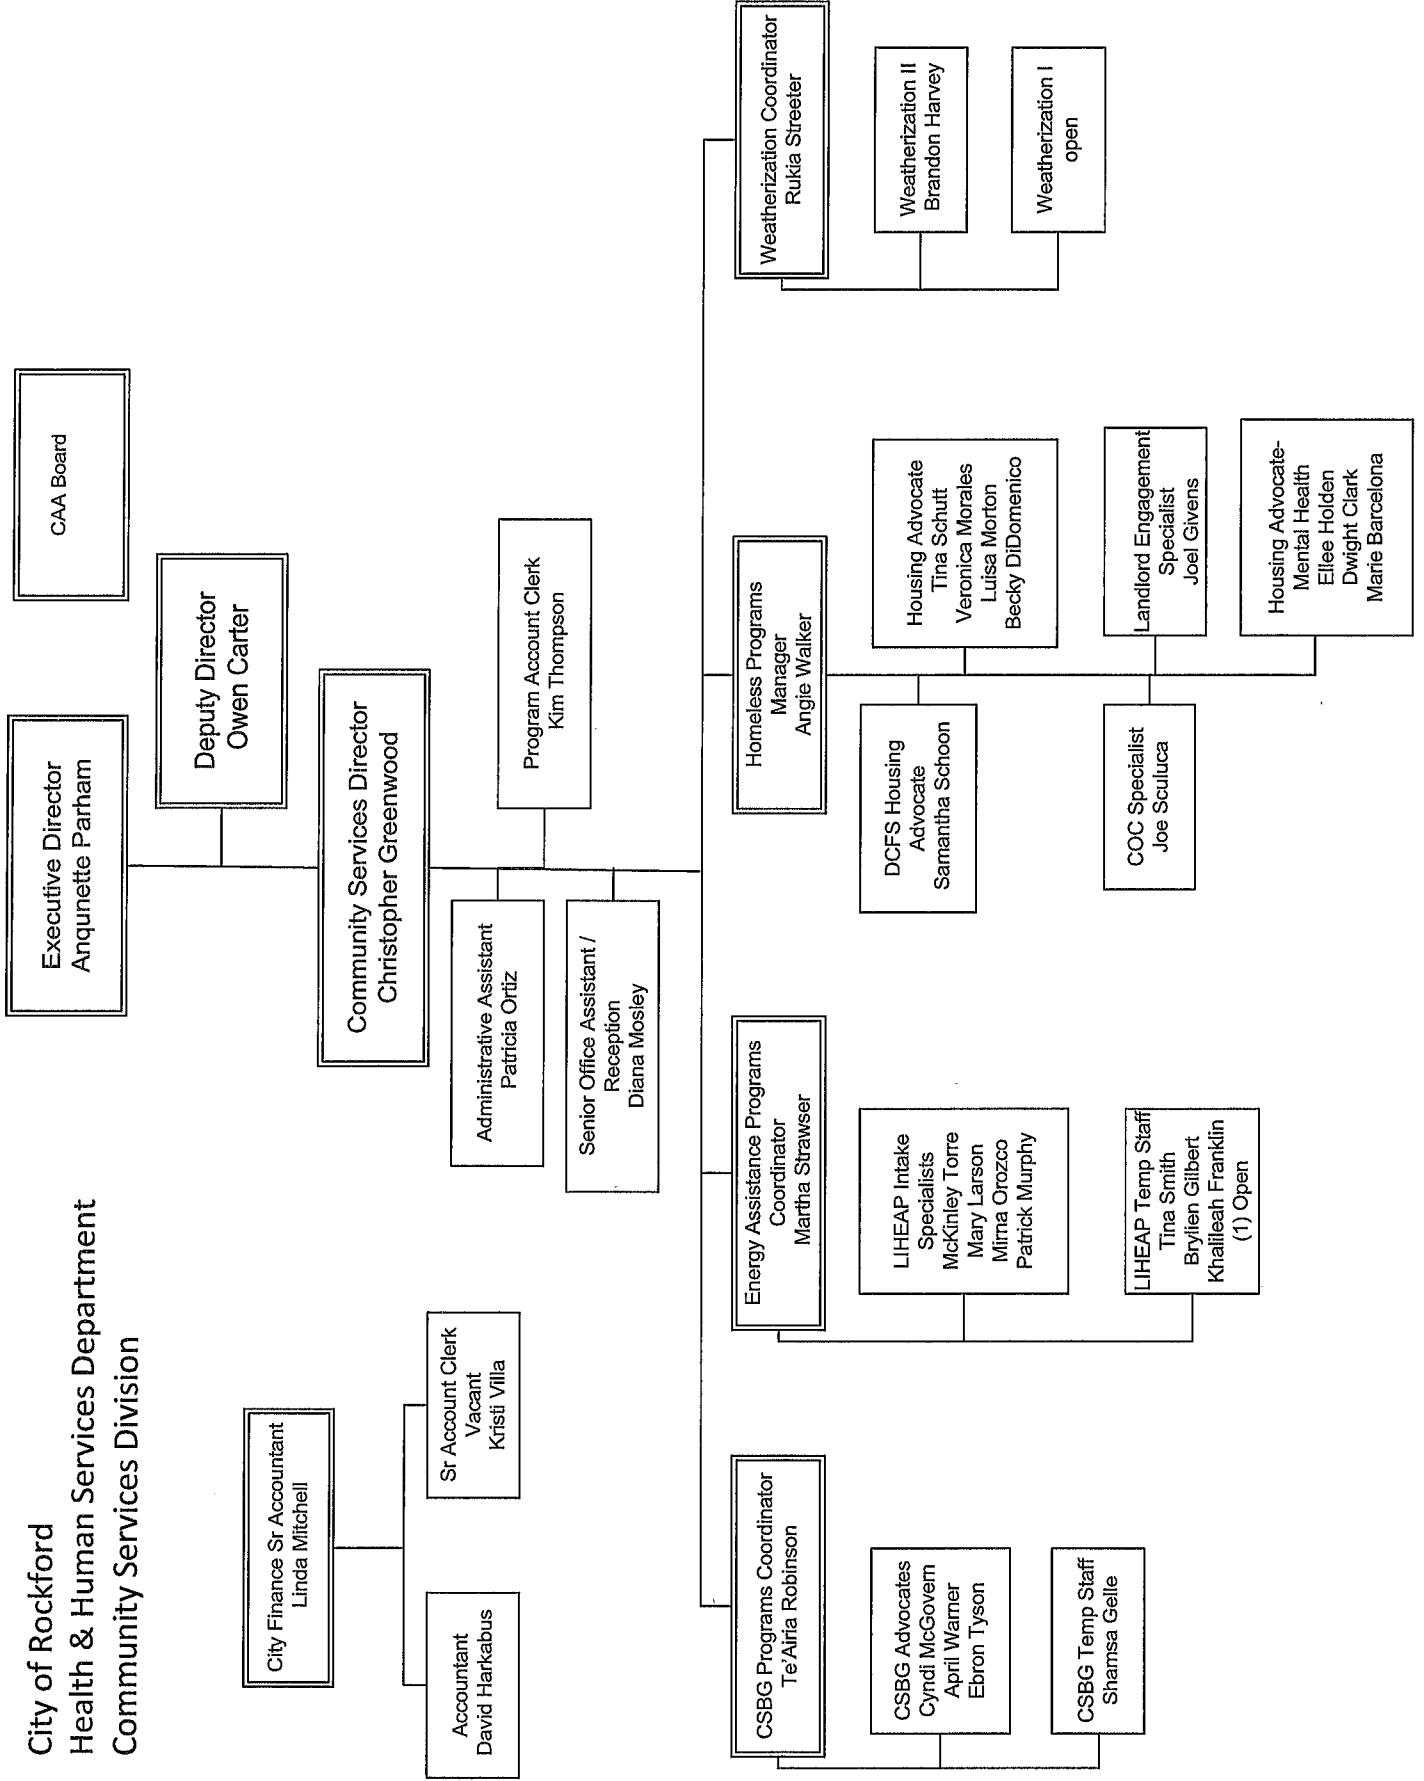 City of Rockford
Health & Human Services Department
Community Services Division
Executive Director
Anqunette Parham
CAA Board
Deputy Director
Owen Carter
City Finance Sr Accountant
Linda Mitchell
Community Services Director
Christopher Greenwood
Accountant
David Harkabus
Sr Account Clerk
Vacant
Kristi Villa
Administrative Assistant
Patricia Ortiz
Program Account Clerk
Kim Thompson
Senior Office Assistant /
Reception
Diana Mosley
CSBG Programs Coordinator
Te'Airia Robinson
Energy Assistance Programs
Coordinator
Martha Strawser
Homeless Programs
Manager
Angie Walker
Weatherization Coordinator
Rukia Streeter
CSBG Advocates
Cyndi McGovern
April Warner
Ebron Tyson
LIHEAP Intake
Specialists
McKinley Torre
Mary Larson
Mirna Orozco
Patrick Murphy
DCFS Housing
Advocate
Samantha Schoon
Housing Advocate
Tina Schutt
Veronica Morales
Luisa Morton
Becky DiDomenico
Weatherization II
Brandon Harvey
Weatherization I
open
CSBG Temp Staff
Shamsa Gelle
LIHEAP Temp Staff
Tina Smith
Brylien Gilbert
Khalileah Franklin
(1) Open
COC Specialist
Joe Sculuca
Landlord Engagement
Specialist
Joel Givens
Housing Advocate-
Mental Health
Ellee Holden
Dwight Clark
Marie Barcelona